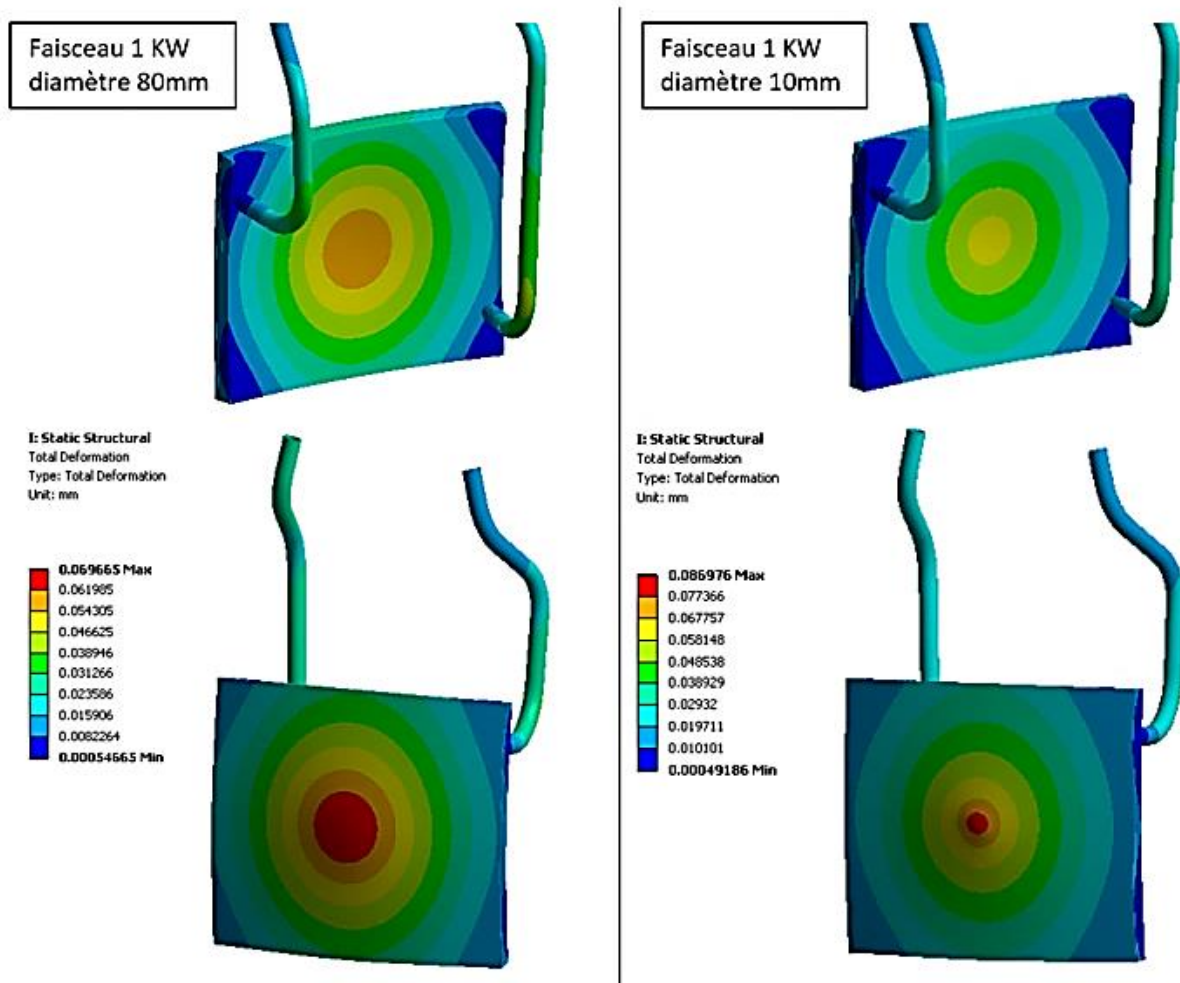 Faisceau 1 KW
diamètre 80mm
I: Static Structural
Total Deformation
Type: Total Deformation
Unit: mm
0.069665 Max
0.061985
0.054305
0.046625
0.038946
0.031266
0.023586
0.015906
0.0082264
0.00054665 Min
Faisceau 1 KW
diamètre 10mm
I: Static Structural
Total Deformation
Type: Total Deformation
Unit: mm
0.086976 Max
0.077366
0.067757
0.058148
0.048538
0.038929
0.02932
0.019711
0.010101
0.00049186 Min